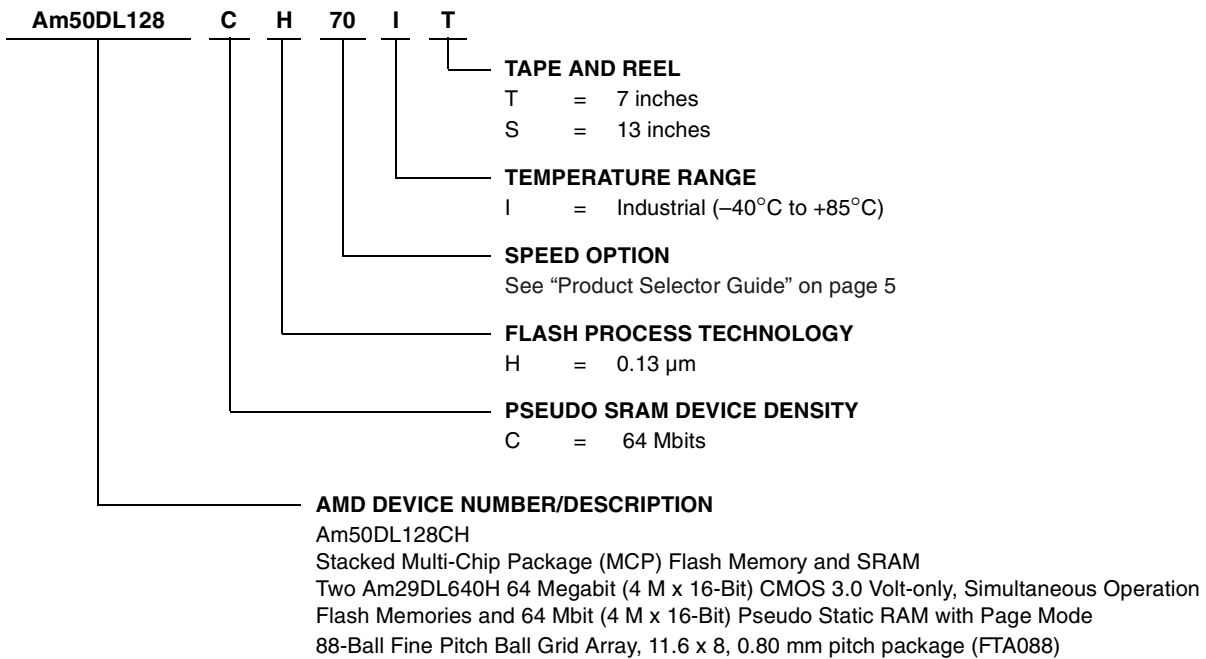 Am50DL128 C H 70 I T
TAPE AND REEL
T = 7 inches
S = 13 inches
TEMPERATURE RANGE
I = Industrial (–40°C to +85°C)
SPEED OPTION
See “Product Selector Guide” on page 5
FLASH PROCESS TECHNOLOGY
H = 0.13 µm
PSEUDO SRAM DEVICE DENSITY
C = 64 Mbits
AMD DEVICE NUMBER/DESCRIPTION
Am50DL128CH
Stacked Multi-Chip Package (MCP) Flash Memory and SRAM
Two Am29DL640H 64 Megabit (4 M x 16-Bit) CMOS 3.0 Volt-only, Simultaneous Operation
Flash Memories and 64 Mbit (4 M x 16-Bit) Pseudo Static RAM with Page Mode
88-Ball Fine Pitch Ball Grid Array, 11.6 x 8, 0.80 mm pitch package (FTA088)